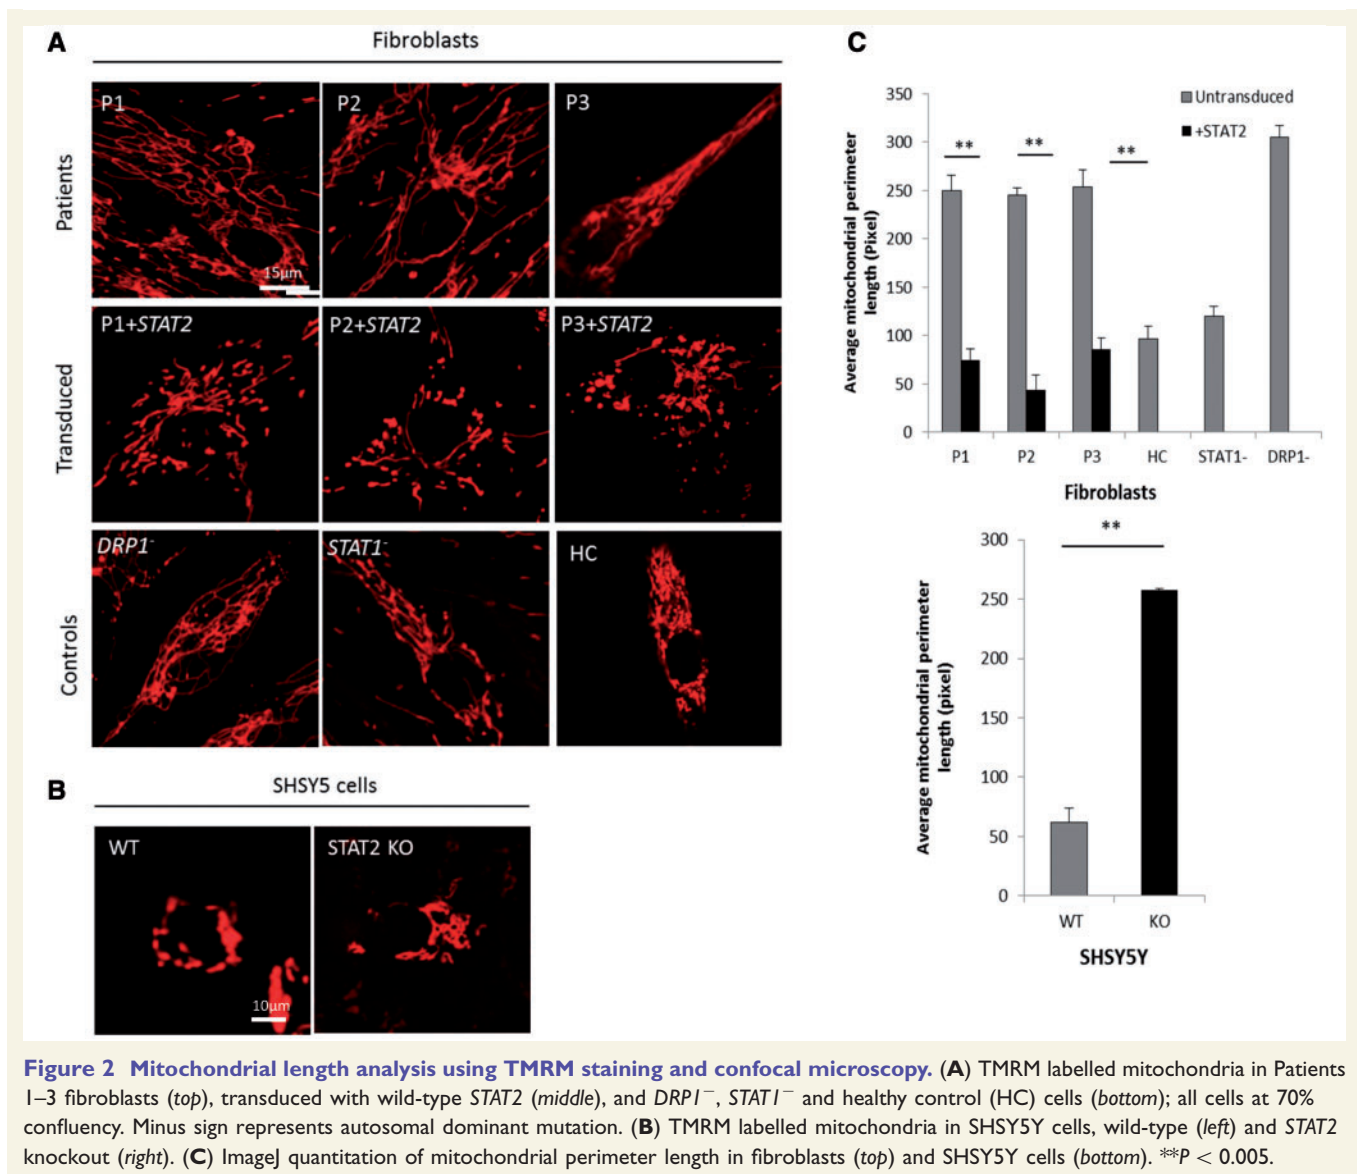 A
Fibroblasts
Patients
P1
P2
P3
15µm
Transduced
P1+STAT2
P2+STAT2
P3+STAT2
Controls
DRP1-
STAT1-
HC
B
SHSY5 cells
WT
STAT2 KO
10µm
C
Average mitochondrial perimeter
length (Pixel)
350
300
250
200
150
100
50
0
Untransduced
+STAT2
**
**
**
P1
P2
P3
HC
STAT1-
DRP1-
Fibroblasts
Average mitochondrial perimeter
length (pixel)
300
250
200
150
100
50
0
**
WT
KO
SHSY5Y
Figure 2 Mitochondrial length analysis using TMRM staining and confocal microscopy. (A) TMRM labelled mitochondria in Patients
1–3 fibroblasts (top), transduced with wild-type STAT2 (middle), and DRP1−, STAT1− and healthy control (HC) cells (bottom); all cells at 70%
confluency. Minus sign represents autosomal dominant mutation. (B) TMRM labelled mitochondria in SHSY5Y cells, wild-type (left) and STAT2
knockout (right). (C) ImageJ quantitation of mitochondrial perimeter length in fibroblasts (top) and SHSY5Y cells (bottom). **P < 0.005.